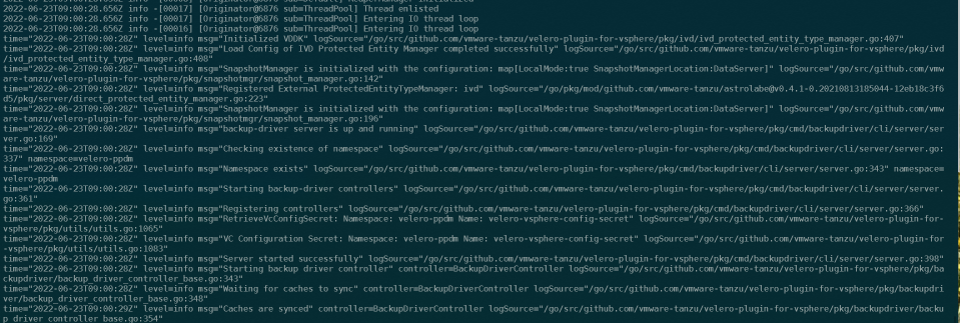 2022-06-23T09:00:28.656Z info -[00017] [Originator@6876 sub=ThreadPool] Thread enlisted
2022-06-23T09:00:28.656Z info -[00017] [Originator@6876 sub=ThreadPool] Entering IO thread loop
2022-06-23T09:00:28.656Z info -[00016] [Originator@6876 sub=ThreadPool] Entering IO thread loop
time="2022-06-23T09:00:28Z" level=info msg="Initialized VDDK" logSource="/go/src/github.com/vmware-tanzu/velero-plugin-for-vsphere/pkg/ivd/ivd_protected_entity_type_manager.go:407"
time="2022-06-23T09:00:28Z" level=info msg="Load Config of IVD Protected Entity Manager completed successfully" logSource="/go/src/github.com/vmware-tanzu/velero-plugin-for-vsphere/pkg/ivd
/ivd_protected_entity_type_manager.go:408"
time="2022-06-23T09:00:28Z" level=info msg="SnapshotManager is initialized with the configuration: map[LocalMode:true SnapshotManagerLocation:DataServer]" logSource="/go/src/github.com/vmw
are-tanzu/velero-plugin-for-vsphere/pkg/snapshotmgr/snapshot_manager.go:142"
time="2022-06-23T09:00:28Z" level=info msg="Registered External ProtectedEntityTypeManager: ivd" logSource="/go/pkg/mod/github.com/vmware-tanzu/astrolabe@v0.4.1-0.20210813185044-12eb18c3f6
d5/pkg/server/direct_protected_entity_manager.go:223"
time="2022-06-23T09:00:28Z" level=info msg="SnapshotManager is initialized with the configuration: map[LocalMode:true SnapshotManagerLocation:DataServer]" logSource="/go/src/github.com/vmw
are-tanzu/velero-plugin-for-vsphere/pkg/snapshotmgr/snapshot_manager.go:196"
time="2022-06-23T09:00:28Z" level=info msg="backup-driver server is up and running" logSource="/go/src/github.com/vmware-tanzu/velero-plugin-for-vsphere/pkg/cmd/backupdriver/cli/server/ser
ver.go:169"
time="2022-06-23T09:00:28Z" level=info msg="Checking existence of namespace" logSource="/go/src/github.com/vmware-tanzu/velero-plugin-for-vsphere/pkg/cmd/backupdriver/cli/server/server.go:
337" namespace=velero-ppdm
time="2022-06-23T09:00:28Z" level=info msg="Namespace exists" logSource="/go/src/github.com/vmware-tanzu/velero-plugin-for-vsphere/pkg/cmd/backupdriver/cli/server/server.go:343" namespace=
velero-ppdm
time="2022-06-23T09:00:28Z" level=info msg="Starting backup-driver controllers" logSource="/go/src/github.com/vmware-tanzu/velero-plugin-for-vsphere/pkg/cmd/backupdriver/cli/server/server.
go:361"
time="2022-06-23T09:00:28Z" level=info msg="Registering controllers" logSource="/go/src/github.com/vmware-tanzu/velero-plugin-for-vsphere/pkg/cmd/backupdriver/cli/server/server.go:366"
time="2022-06-23T09:00:28Z" level=info msg="RetrieveVcConfigSecret: Namespace: velero-ppdm Name: velero-vsphere-config-secret" logSource="/go/src/github.com/vmware-tanzu/velero-plugin-for-
vsphere/pkg/utils/utils.go:1065"
time="2022-06-23T09:00:28Z" level=info msg="VC Configuration Secret: Namespace: velero-ppdm Name: velero-vsphere-config-secret" logSource="/go/src/github.com/vmware-tanzu/velero-plugin-for
-vsphere/pkg/utils/utils.go:1083"
time="2022-06-23T09:00:28Z" level=info msg="Server started successfully" logSource="/go/src/github.com/vmware-tanzu/velero-plugin-for-vsphere/pkg/cmd/backupdriver/cli/server/server.go:398"
time="2022-06-23T09:00:28Z" level=info msg="Starting backup driver controller" controller=BackupDriverController logSource="/go/src/github.com/vmware-tanzu/velero-plugin-for-vsphere/pkg/ba
ckupdriver/backup_driver_controller_base.go:343"
time="2022-06-23T09:00:28Z" level=info msg="Waiting for caches to sync" controller=BackupDriverController logSource="/go/src/github.com/vmware-tanzu/velero-plugin-for-vsphere/pkg/backupdri
ver/backup_driver_controller_base.go:348"
time="2022-06-23T09:00:29Z" level=info msg="Caches are synced" controller=BackupDriverController logSource="/go/src/github.com/vmware-tanzu/velero-plugin-for-vsphere/pkg/backupdriver/backu
p_driver_controller_base.go:354"